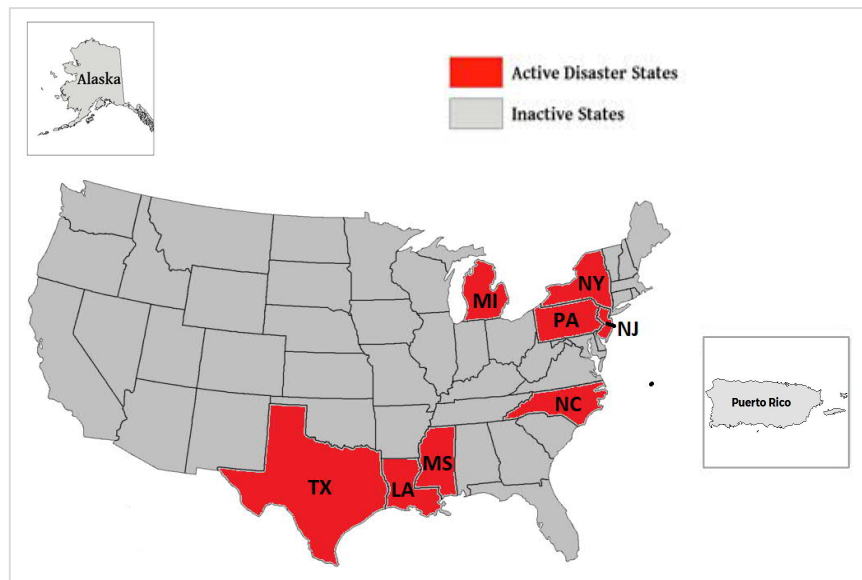 Alaska
Active Disaster States
Inactive States
NY
MI
PA
NJ
Puerto Rico
NC
MS
TX
LA